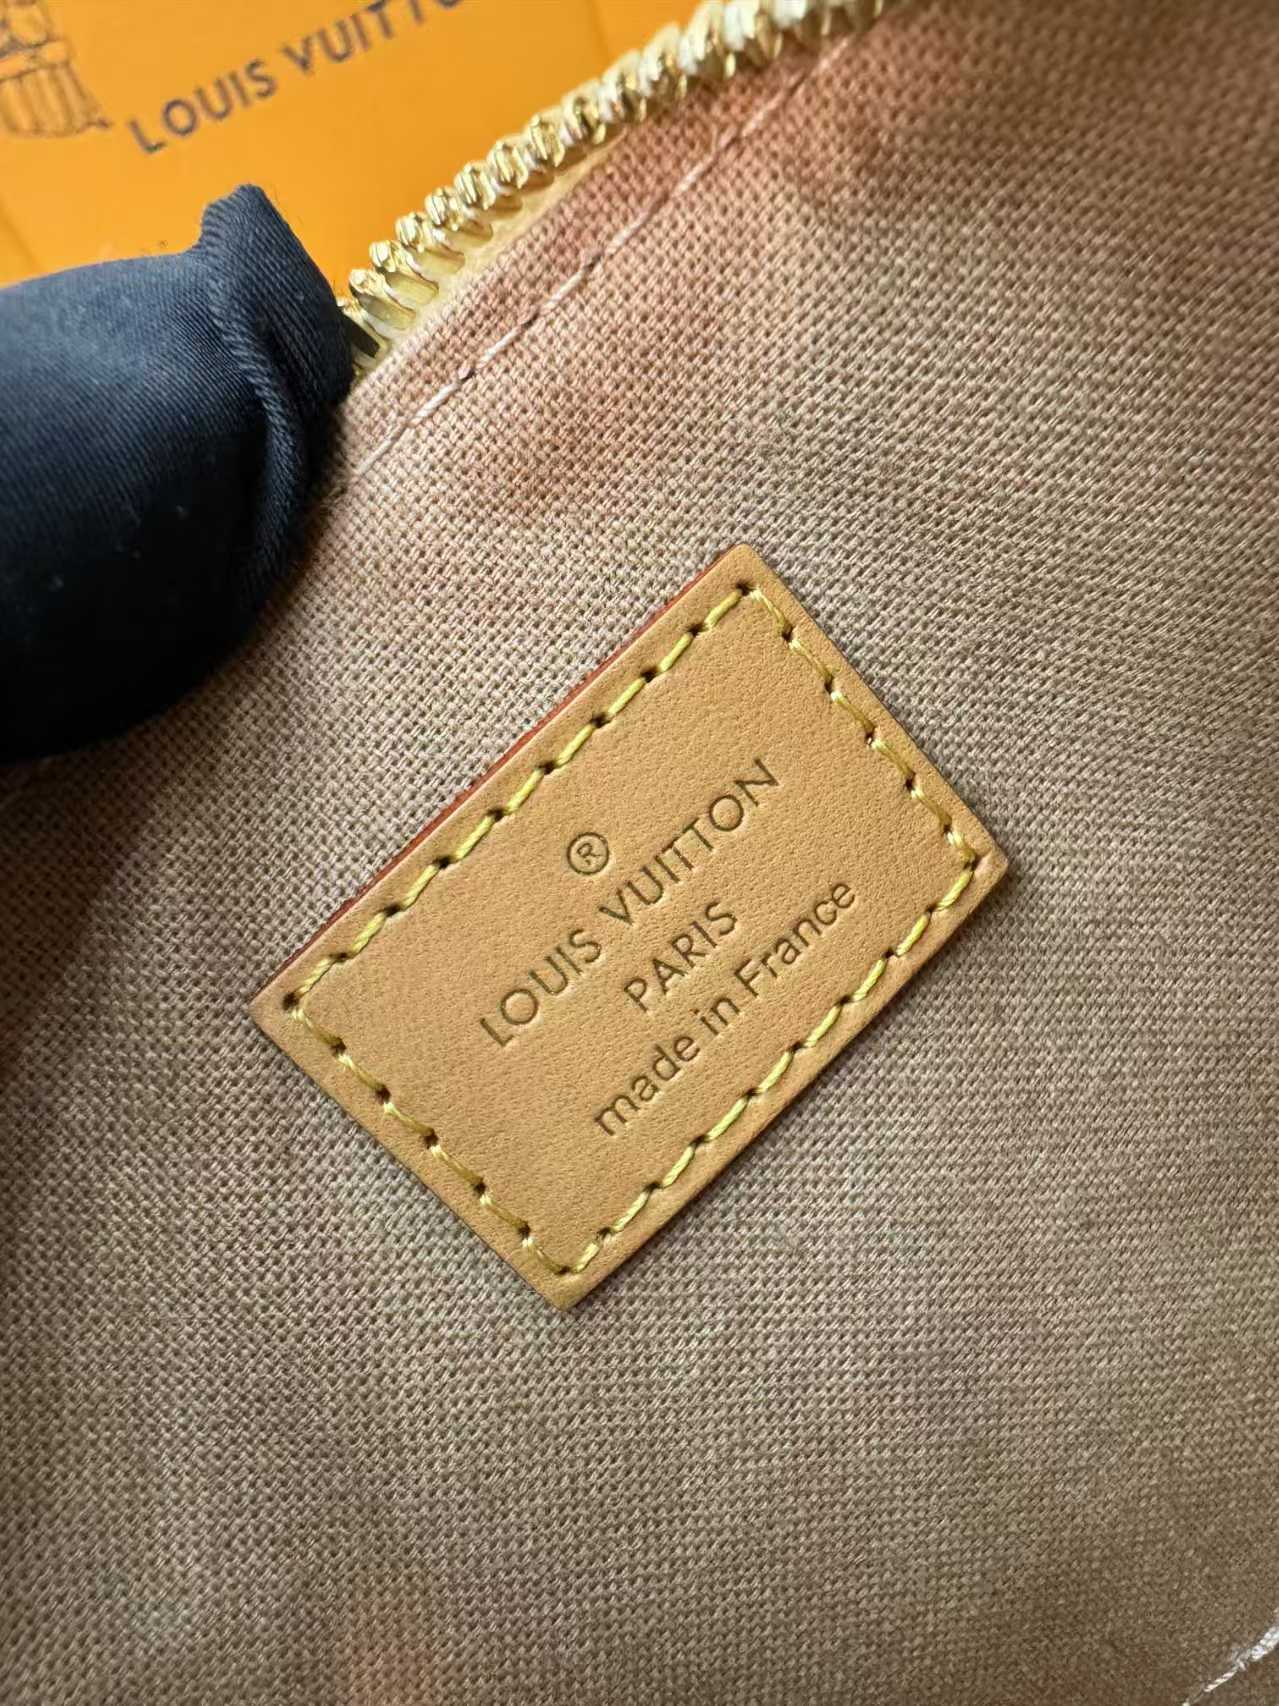 LOUIS VUITT
®
LOUIS VUITTON
PARIS
made in France